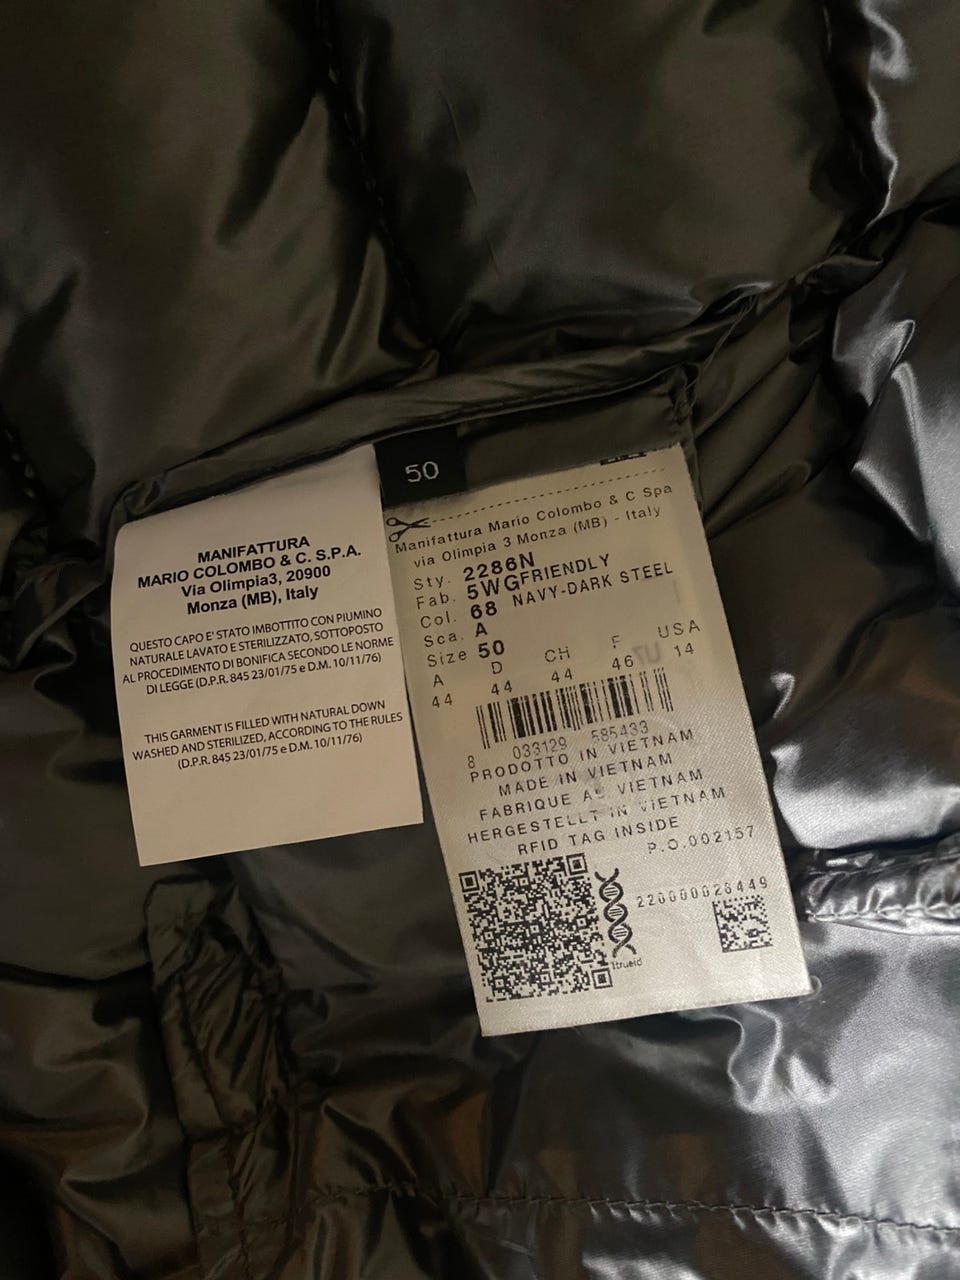 50
MANIFATTURA
MARIO COLOMBO & C. S.P.A.
Via Olimpia3, 20900
Monza (MB), Italy
QUESTO CAPO E' STATO IMBOTTITO CON PIUMINO
NATURALE LAVATO E STERILIZZATO, SOTTOPOSTO
AL PROCEDIMENTO DI BONIFICA SECONDO LE NORME
DI LEGGE (D.P.R. 845 23/01/75 e D.M. 10/11/76)
THIS GARMENT IS FILLED WITH NATURAL DOWN
WASHED AND STERILIZED, ACCORDING TO THE RULES
(D.P.R. 845 23/01/75 e D.M. 10/11/76)
Manifattura Mario Colombo & C Spa
via Olimpia 3 Monza (MB) - Italy
Sty. 2286N
Fab. 5WGFRIENDLY
Col. 68 NAVY-DARK STEEL
Sca. A
Size 50
A D CH F USA
44 44 44 46 14
8 033129 585433
PRODOTTO IN VIETNAM
MADE IN VIETNAM
FABRIQUE AU VIETNAM
HERGESTELLT IN VIETNAM
RFID TAG INSIDE
P.O.002157
220000028449
1trueid